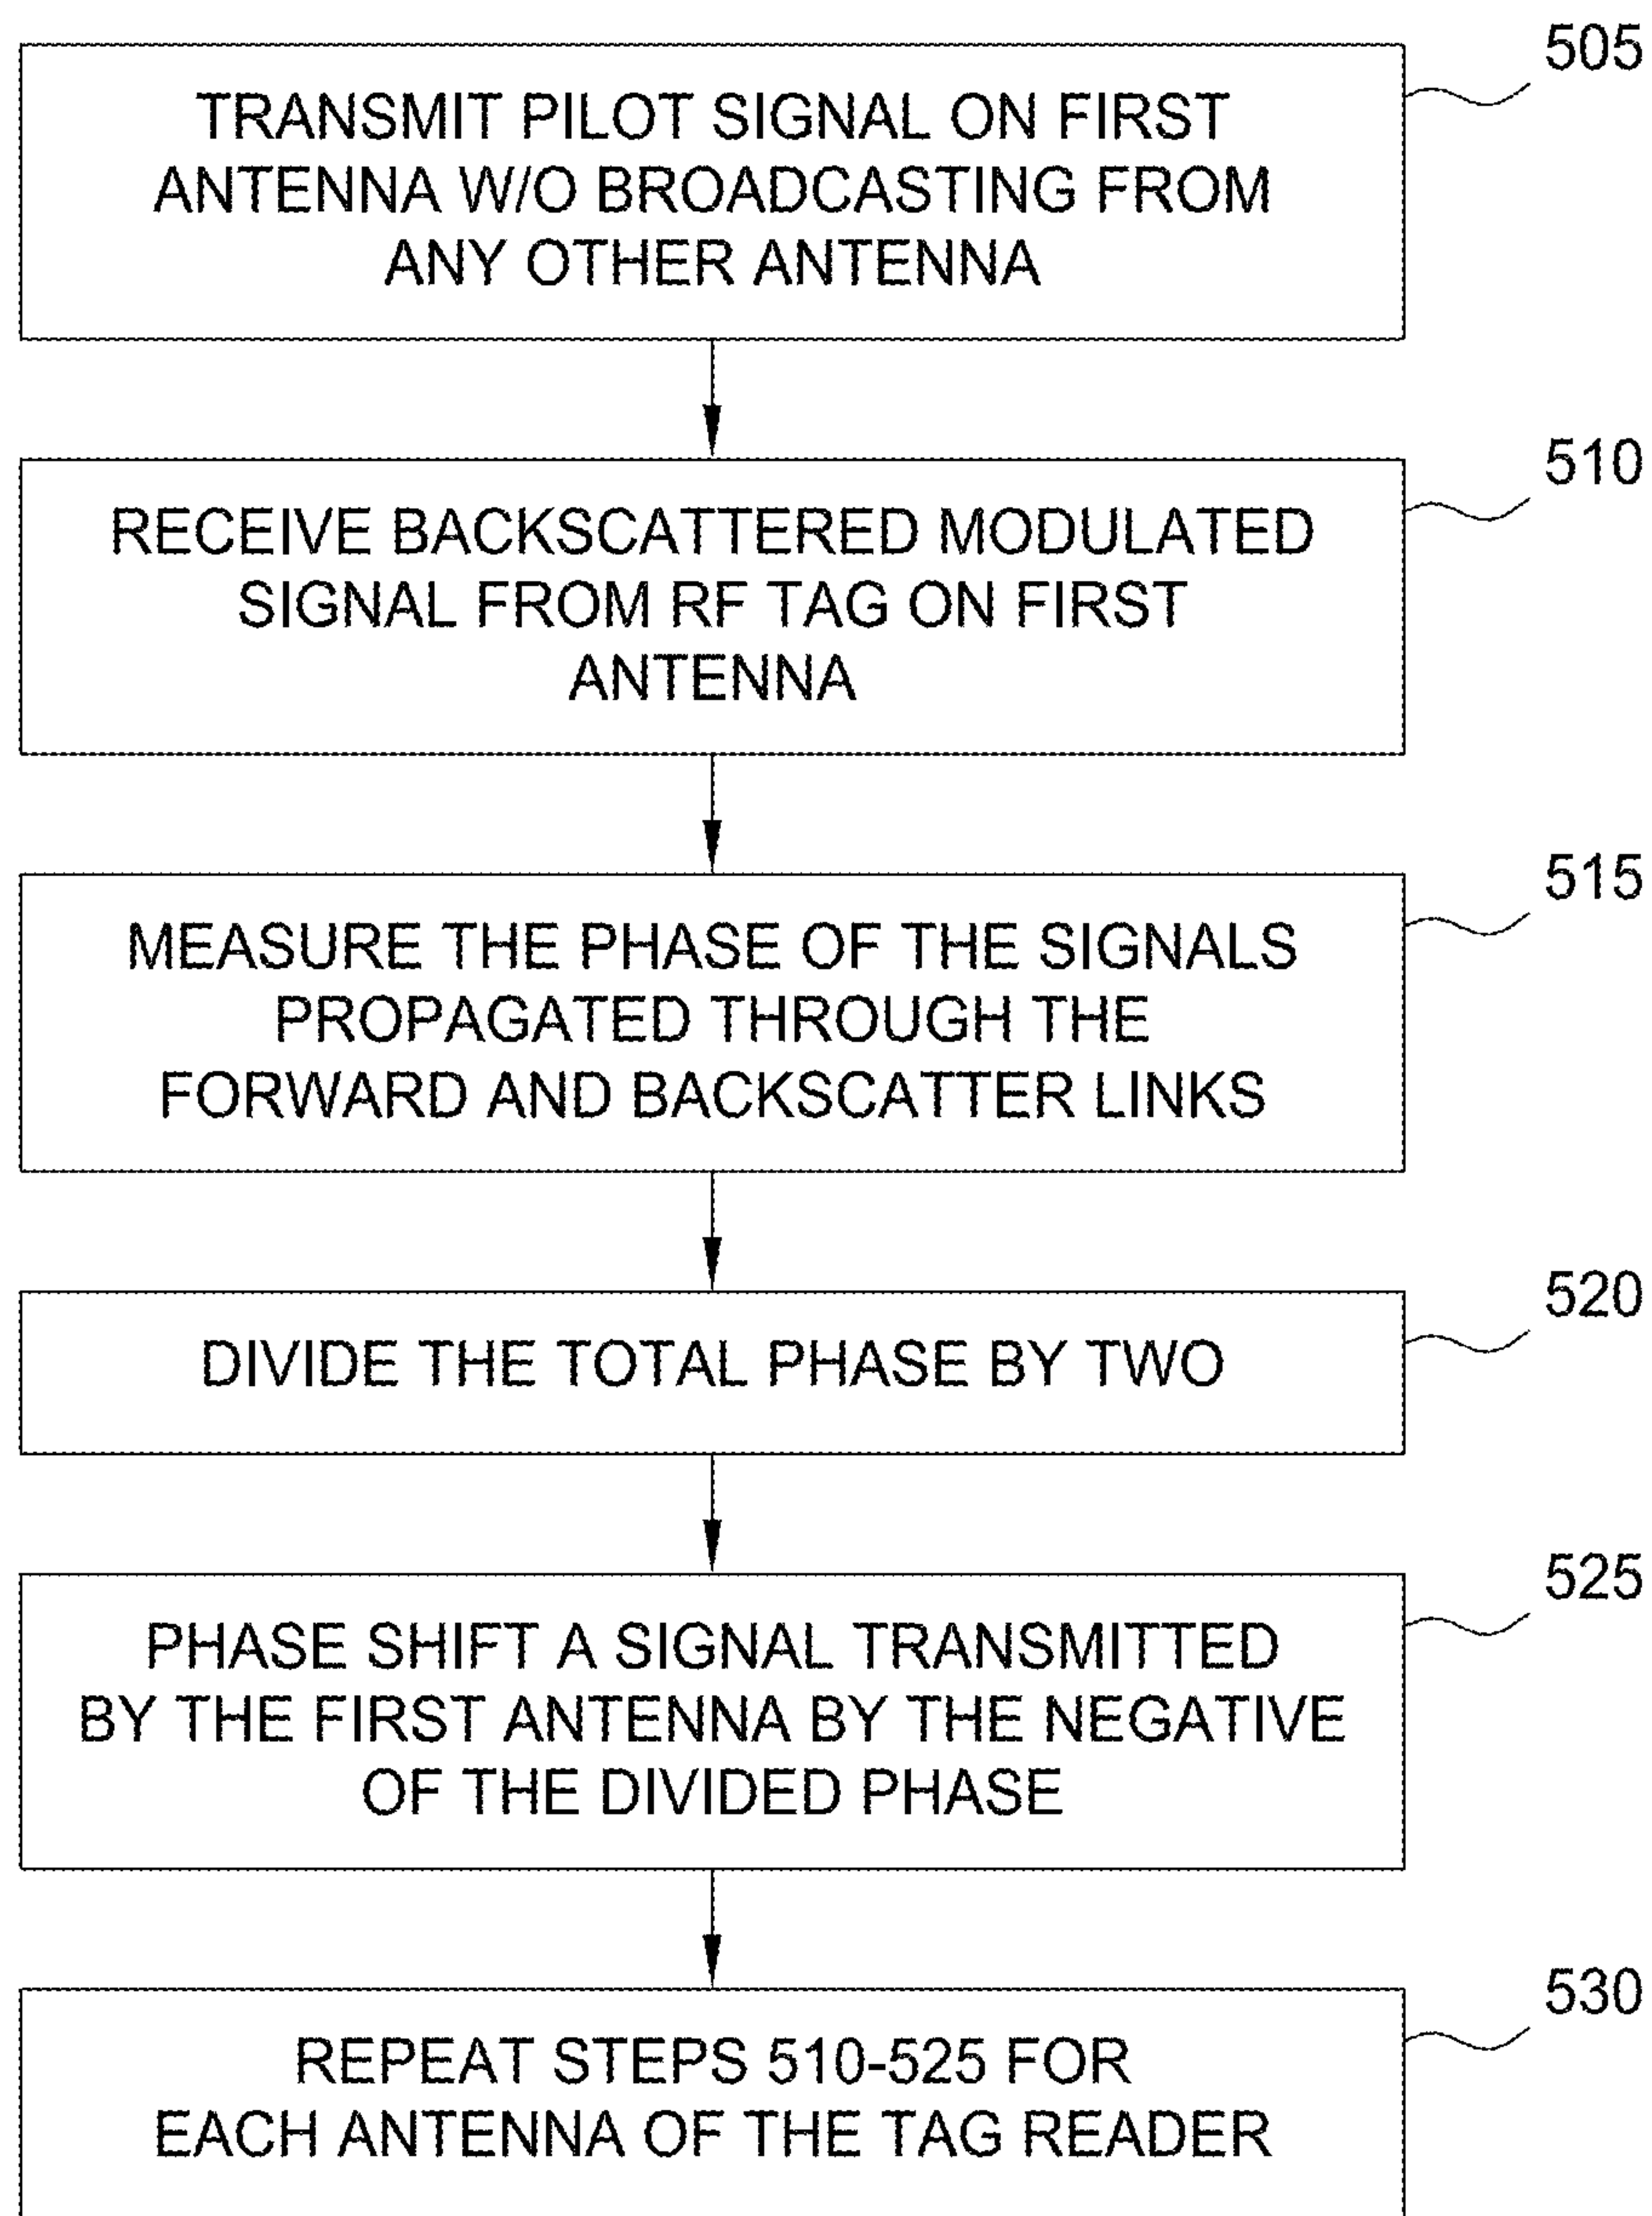 505
TRANSMIT PILOT SIGNAL ON FIRST
ANTENNA W/O BROADCASTING FROM
ANY OTHER ANTENNA
510
RECEIVE BACKSCATTERED MODULATED
SIGNAL FROM RF TAG ON FIRST
ANTENNA
515
MEASURE THE PHASE OF THE SIGNALS
PROPAGATED THROUGH THE
FORWARD AND BACKSCATTER LINKS
520
DIVIDE THE TOTAL PHASE BY TWO
525
PHASE SHIFT A SIGNAL TRANSMITTED
BY THE FIRST ANTENNA BY THE NEGATIVE
OF THE DIVIDED PHASE
530
REPEAT STEPS 510-525 FOR
EACH ANTENNA OF THE TAG READER